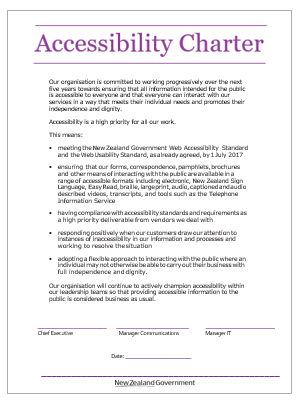 Accessibility Charter
Our organisation is committed to working progressively over the next
five years towards ensuring that all information intended for the public
is accessible to everyone and that everyone can interact with our
services in a way that meets their individual needs and promotes their
independence and dignity.
Accessibility is a high priority for all our work.
This means:
• meeting the New Zealand Government Web Accessibility Standard
and the Web Usability Standard, as already agreed, by 1 July 2017
• ensuring that our forms, correspondence, pamphlets, brochures
and other means of interacting with the public are available in a
range of accessible formats including electronic, New Zealand Sign
Language, Easy Read, braille, large print, audio, captioned and audio
described videos, transcripts, and tools such as the Telephone
Information Service
• having compliance with accessibility standards and requirements as
a high priority deliverable from vendors we deal with
• responding positively when our customers draw our attention to
instances of inaccessibility in our information and processes and
working to resolve the situation
• adopting a flexible approach to interacting with the public where an
individual may not otherwise be able to carry out their business with
full independence and dignity.
Our organisation will continue to actively champion accessibility within
our leadership teams so that providing accessible information to the
public is considered business as usual.
Chief Executive Manager Communications Manager IT
Date:
New Zealand Government